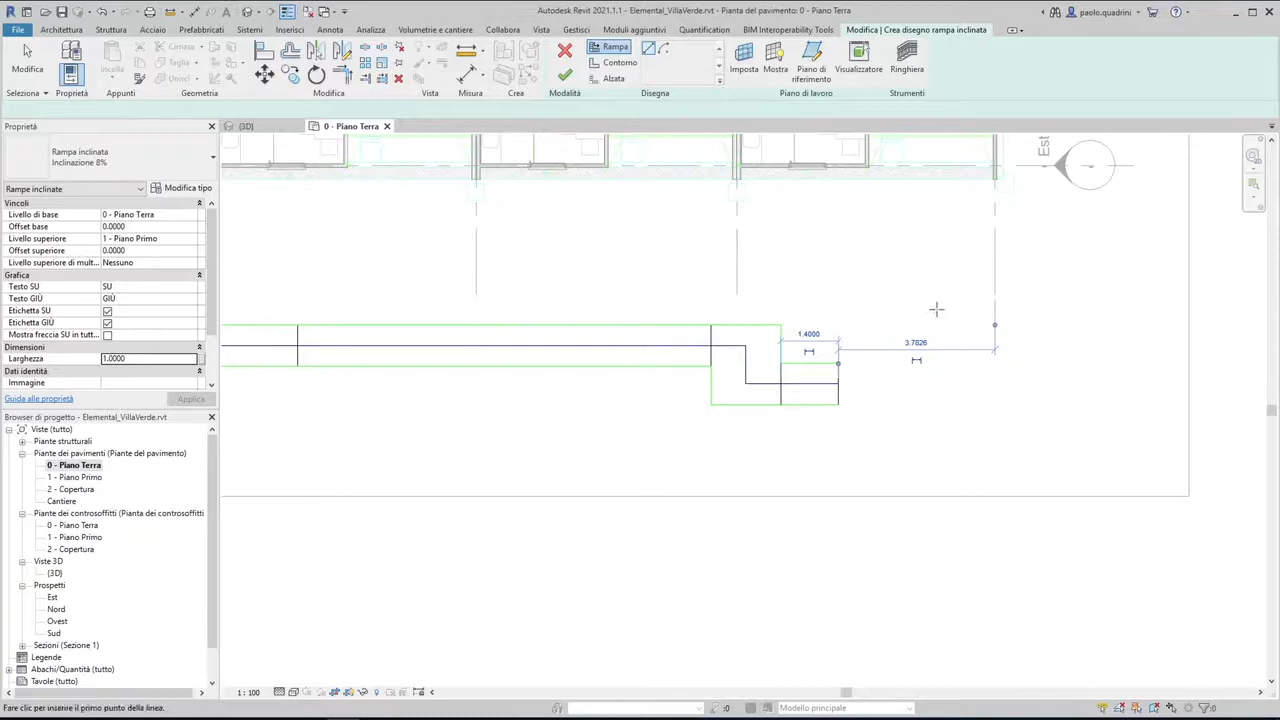 Autodesk Revit 2021.1.1 - Elemental_VillaVerde.rvt - Pianta del pavimento: 0 - Piano Terra
paolo.quadrini
File
Architettura
Struttura
Acciaio
Prefabbricati
Sistemi
Inserisci
Annota
Analizza
Volumetrie e cantiere
Collabora
Vista
Gestisci
Moduli aggiuntivi
Quantification
BIM Interoperability Tools
Modifica | Crea disegno rampa inclinata
Modifica
Incolla
Cimasa
Taglia
Unisci
Rampa
Contorno
Alzata
Imposta
Mostra
Piano di riferimento
Visualizzatore
Ringhiera
Seleziona
Proprietà
Appunti
Geometria
Modifica
Vista
Misura
Crea
Modalità
Disegna
Piano di lavoro
Strumenti
Proprietà
{3D}
0 - Piano Terra
Rampa inclinata
Inclinazione 8%
Rampe inclinate
Modifica tipo
Vincoli
Livello di base 0 - Piano Terra
Offset base 0.0000
Livello superiore 1 - Piano Primo
Offset superiore 0.0000
Livello superiore di mult... Nessuno
Grafica
Testo SU SU
Testo GIÙ GIÙ
Etichetta SU
Etichetta GIÙ
Mostra freccia SU in tutt...
Dimensioni
Larghezza 1.0000
Dati identità
Immagine
Guida alle proprietà
Applica
Browser di progetto - Elemental_VillaVerde.rvt
Viste (tutto)
Piante strutturali
Piante dei pavimenti (Piante del pavimento)
0 - Piano Terra
1 - Piano Primo
2 - Copertura
Cantiere
Piante dei controsoffitti (Pianta dei controsoffitti
0 - Piano Terra
1 - Piano Primo
2 - Copertura
Viste 3D
{3D}
Prospetti
Est
Nord
Ovest
Sud
Sezioni (Sezione 1)
Legende
Abachi/Quantità (tutto)
Tavole (tutto)
Est
1.4000
3.7826
1 : 100
Fare clic per inserire il primo punto della linea.
:0
Modello principale
:0